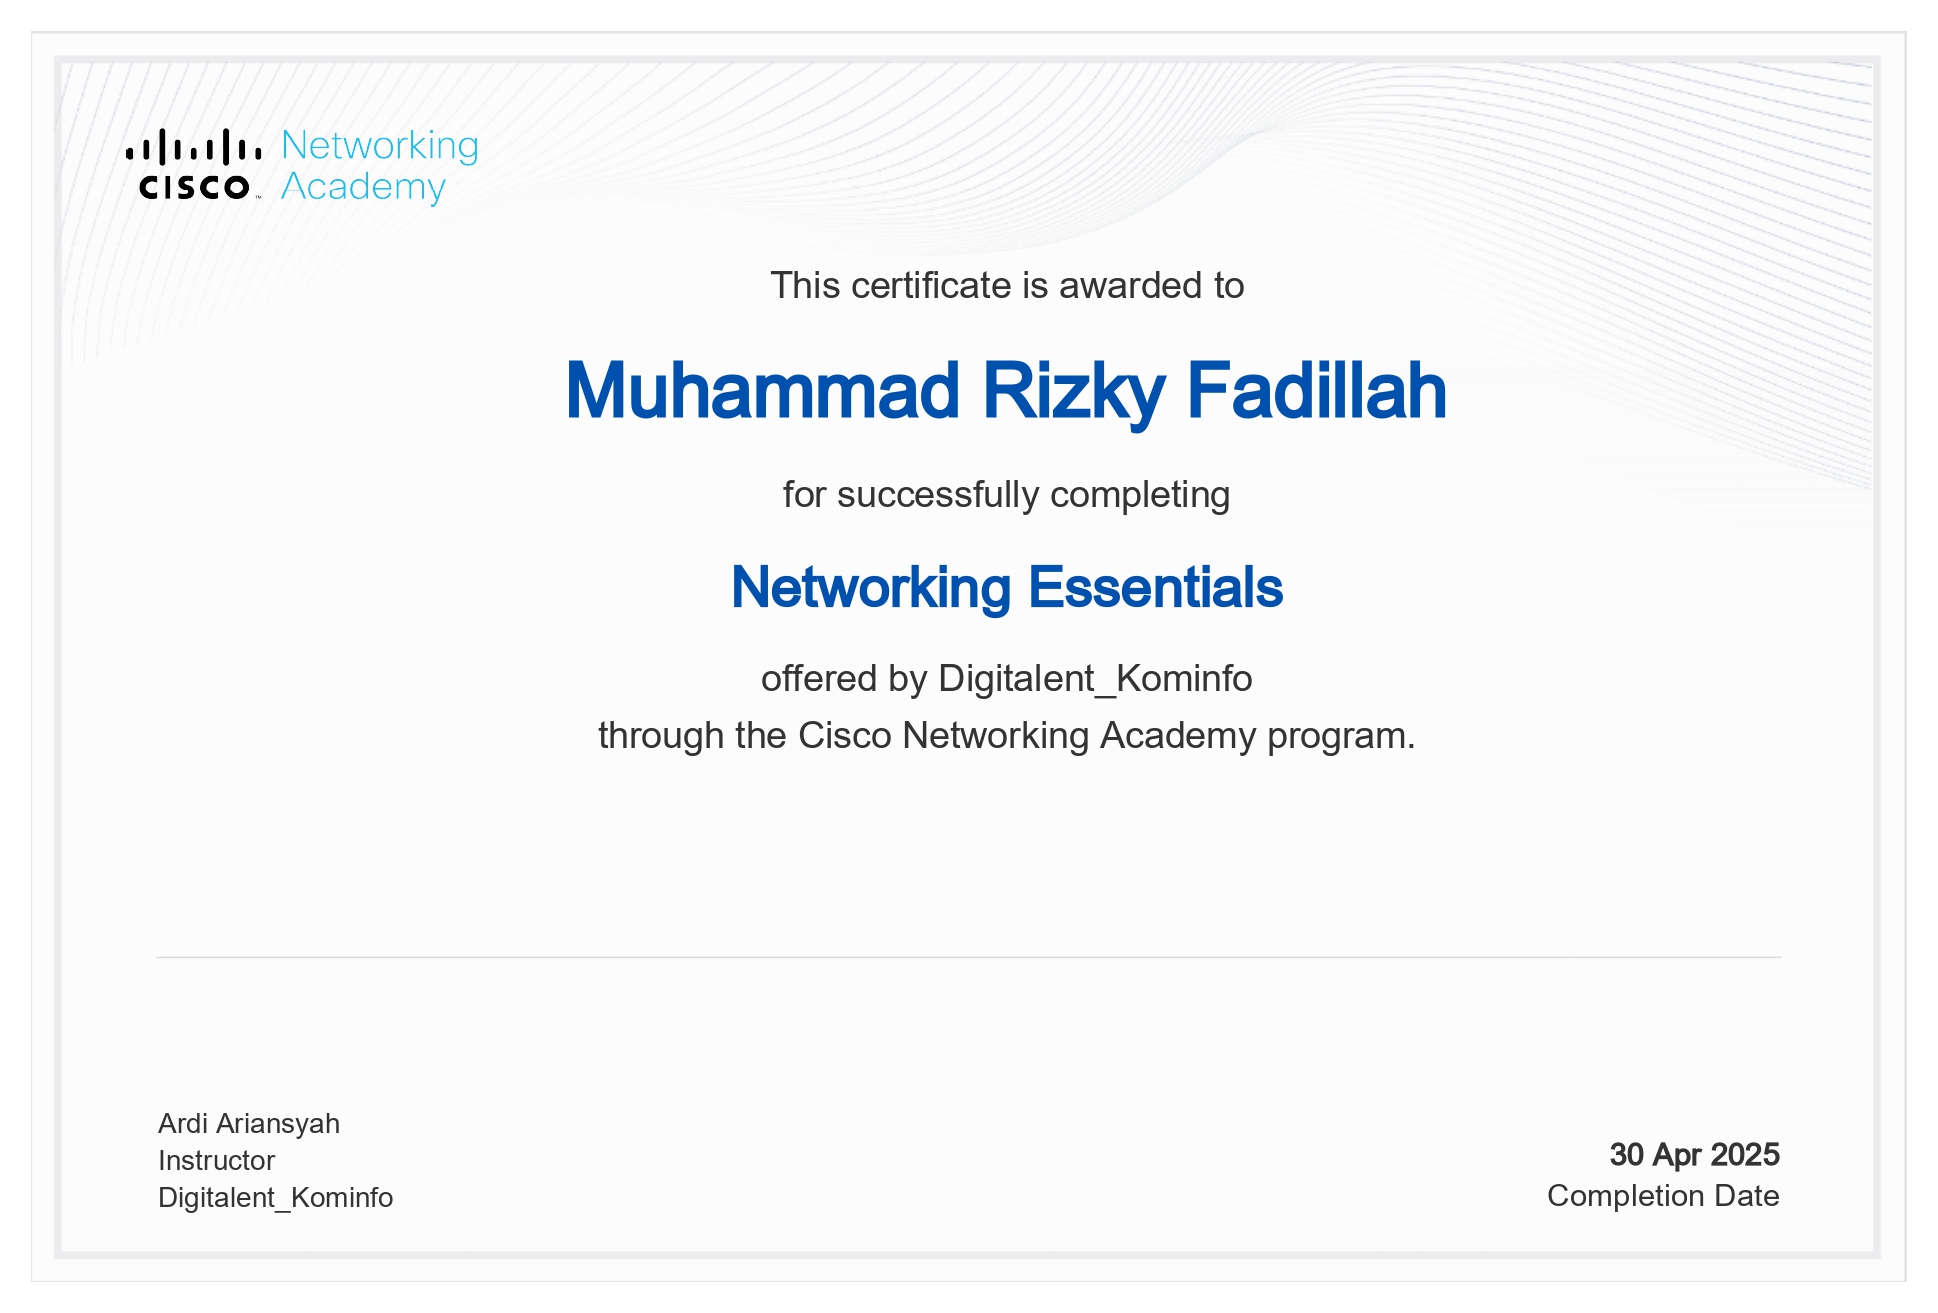 Networking
CISCO™ Academy
This certificate is awarded to
Muhammad Rizky Fadillah
for successfully completing
Networking Essentials
offered by Digitalent_Kominfo
through the Cisco Networking Academy program.
Ardi Ariansyah
Instructor
Digitalent_Kominfo
30 Apr 2025
Completion Date